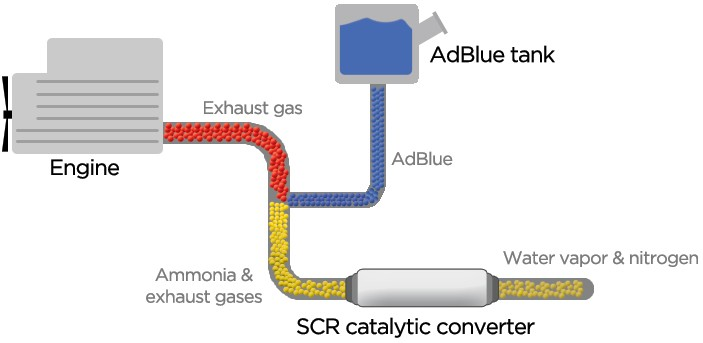 AdBlue tank
Exhaust gas
Engine
AdBlue
Water vapor & nitrogen
Ammonia &
exhaust gases
SCR catalytic converter